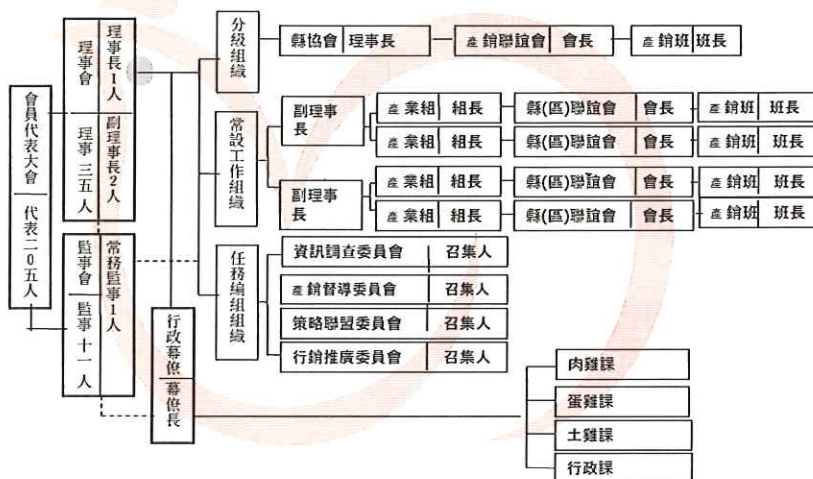 會員代表大會 代表二0五人
理事會 理事 三五人
理事長1人 副理事長2人
監事會 監事 十一人
常務監事1人
行政幕僚 幕僚長
分級組織
縣協會 理事長
產銷聯誼會 會長
產銷班 班長
常設工作組織
副理事長
產業組 組長
縣(區)聯誼會 會長
產銷班 班長
產業組 組長
縣(區)聯誼會 會長
產銷班 班長
副理事長
產業組 組長
縣(區)聯誼會 會長
產銷班 班長
產業組 組長
縣(區)聯誼會 會長
產銷班 班長
任務編組組織
資訊調查委員會 召集人
產銷督導委員會 召集人
策略聯盟委員會 召集人
行銷推廣委員會 召集人
肉雞課
蛋雞課
土雞課
行政課